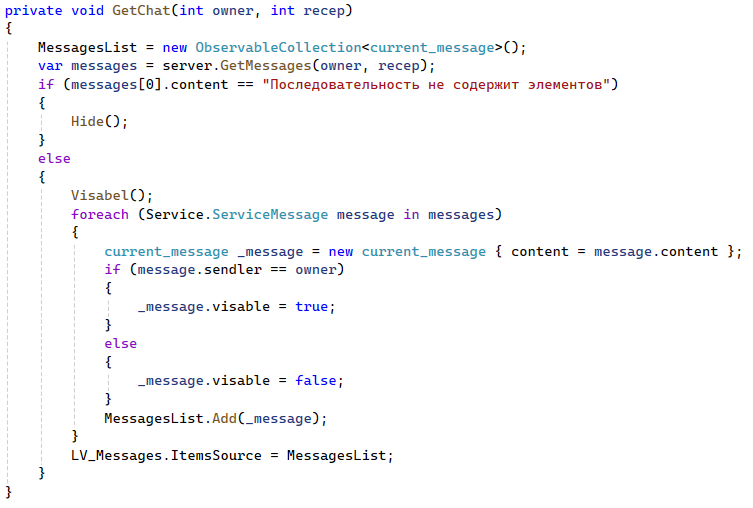 private void GetChat(int owner, int recep)
{
    MessagesList = new ObservableCollection<current_message>();
    var messages = server.GetMessages(owner, recep);
    if (messages[0].content == "Последовательность не содержит элементов")
    {
        Hide();
    }
    else
    {
        Visabel();
        foreach (Service.ServiceMessage message in messages)
        {
            current_message _message = new current_message { content = message.content };
            if (message.sendler == owner)
            {
                _message.visable = true;
            }
            else
            {
                _message.visable = false;
            }
            MessagesList.Add(_message);
        }
        LV_Messages.ItemsSource = MessagesList;
    }
}